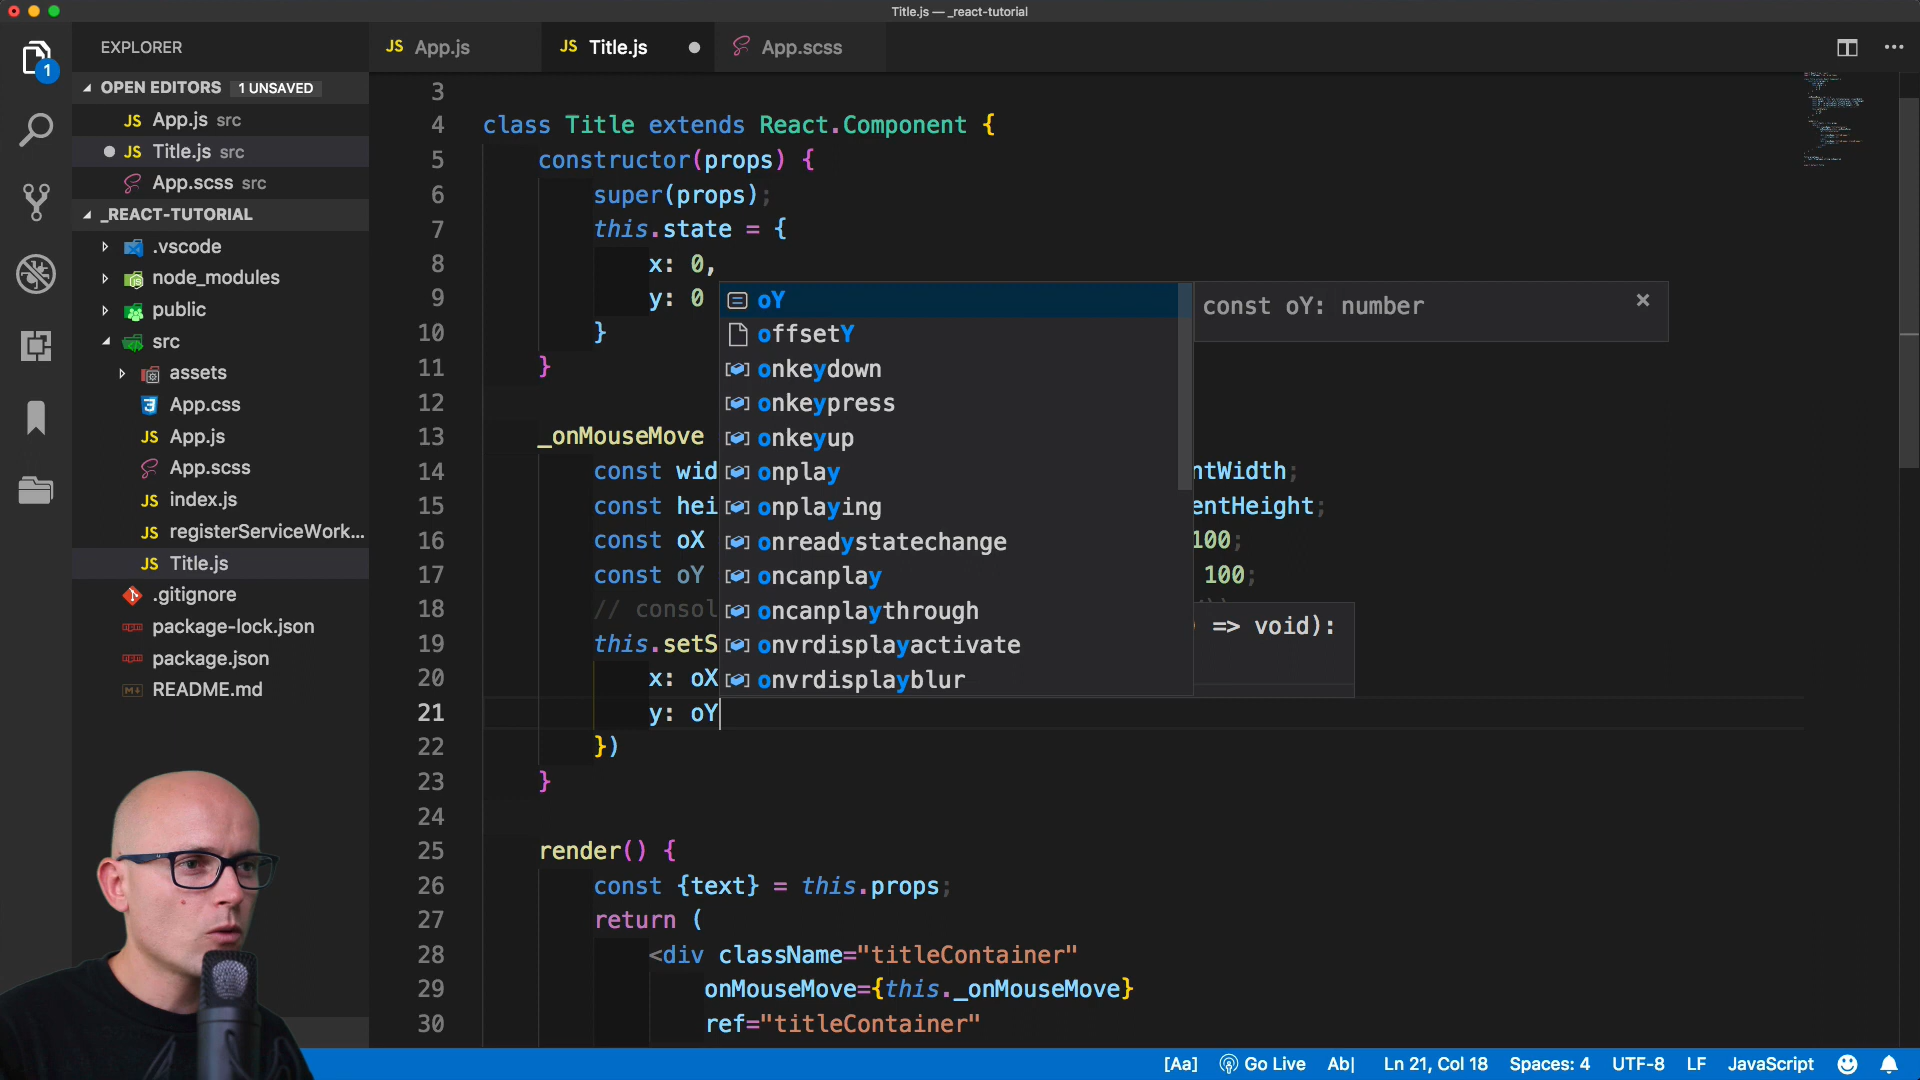 Title.js — _react-tutorial
EXPLORER
JS App.js
JS Title.js
App.scss
1
OPEN EDITORS 1 UNSAVED
JS App.js src
JS Title.js src
App.scss src
_REACT-TUTORIAL
.vscode
node_modules
public
src
assets
App.css
JS App.js
App.scss
JS index.js
JS registerServiceWork...
JS Title.js
.gitignore
package-lock.json
package.json
README.md
3
4 class Title extends React.Component {
5 constructor(props) {
6 super(props);
7 this.state = {
8 x: 0,
9 y: 0
10 }
11 }
12
13 _onMouseMove
14 const wid ntWidth;
15 const hei entHeight;
16 const oX 100;
17 const oY 100;
18 // consol
19 this.setS
20 x: oX
21 y: oY
22 })
23 }
24
25 render() {
26 const {text} = this.props;
27 return (
28 <div className="titleContainer"
29 onMouseMove={this._onMouseMove}
30 ref="titleContainer"
oY
offsetY
onkeydown
onkeypress
onkeyup
onplay
onplaying
onreadystatechange
oncanplay
oncanplaythrough
onvrdisplayactivate
onvrdisplayblur
const oY: number ×
) => void):
[Aa] Go Live Ab| Ln 21, Col 18 Spaces: 4 UTF-8 LF JavaScript